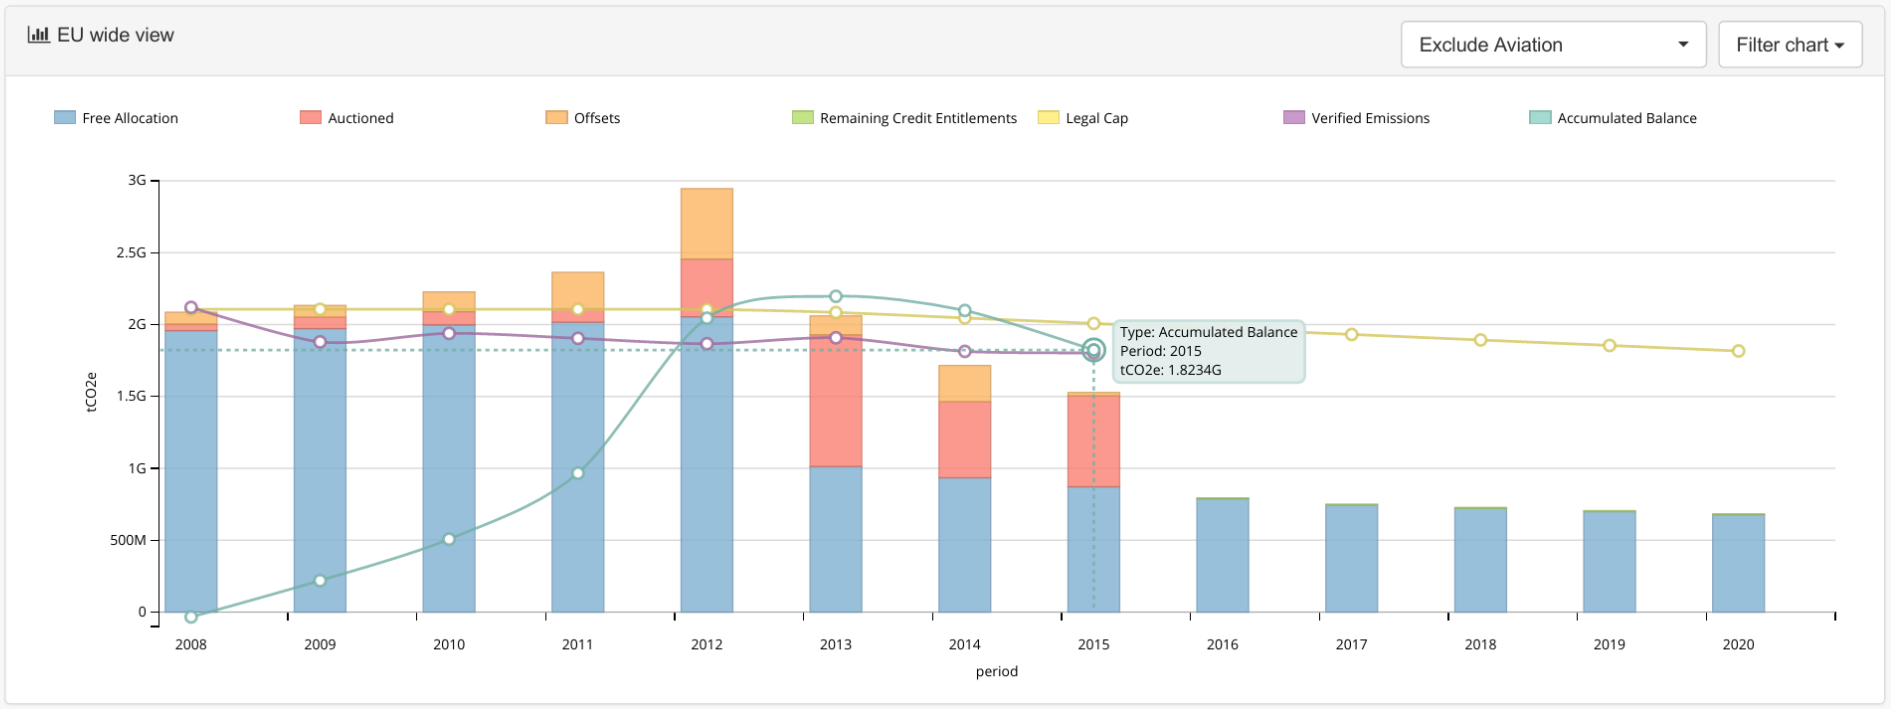 EU wide view
Exclude Aviation
Filter chart
Free Allocation
Auctioned
Offsets
Remaining Credit Entitlements
Legal Cap
Verified Emissions
Accumulated Balance
3G
2.5G
2G
1.5G
1G
500M
0
tCO2e
Type: Accumulated Balance
Period: 2015
tCO2e: 1.8234G
2008 2009 2010 2011 2012 2013 2014 2015 2016 2017 2018 2019 2020
period